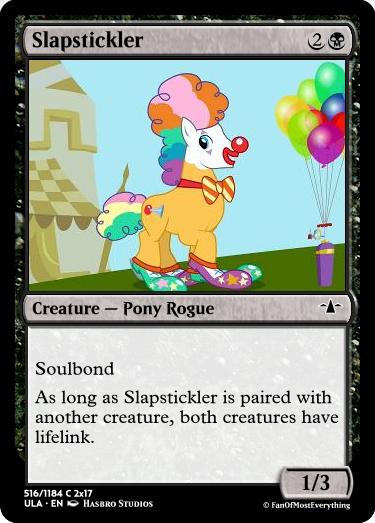 Slapstickler 2
Creature — Pony Rogue
Soulbond
As long as Slapstickler is paired with
another creature, both creatures have
lifelink.
1/3
516/1184 C 2x17
ULA • EN HASBRO STUDIOS
© FanOfMostEverything